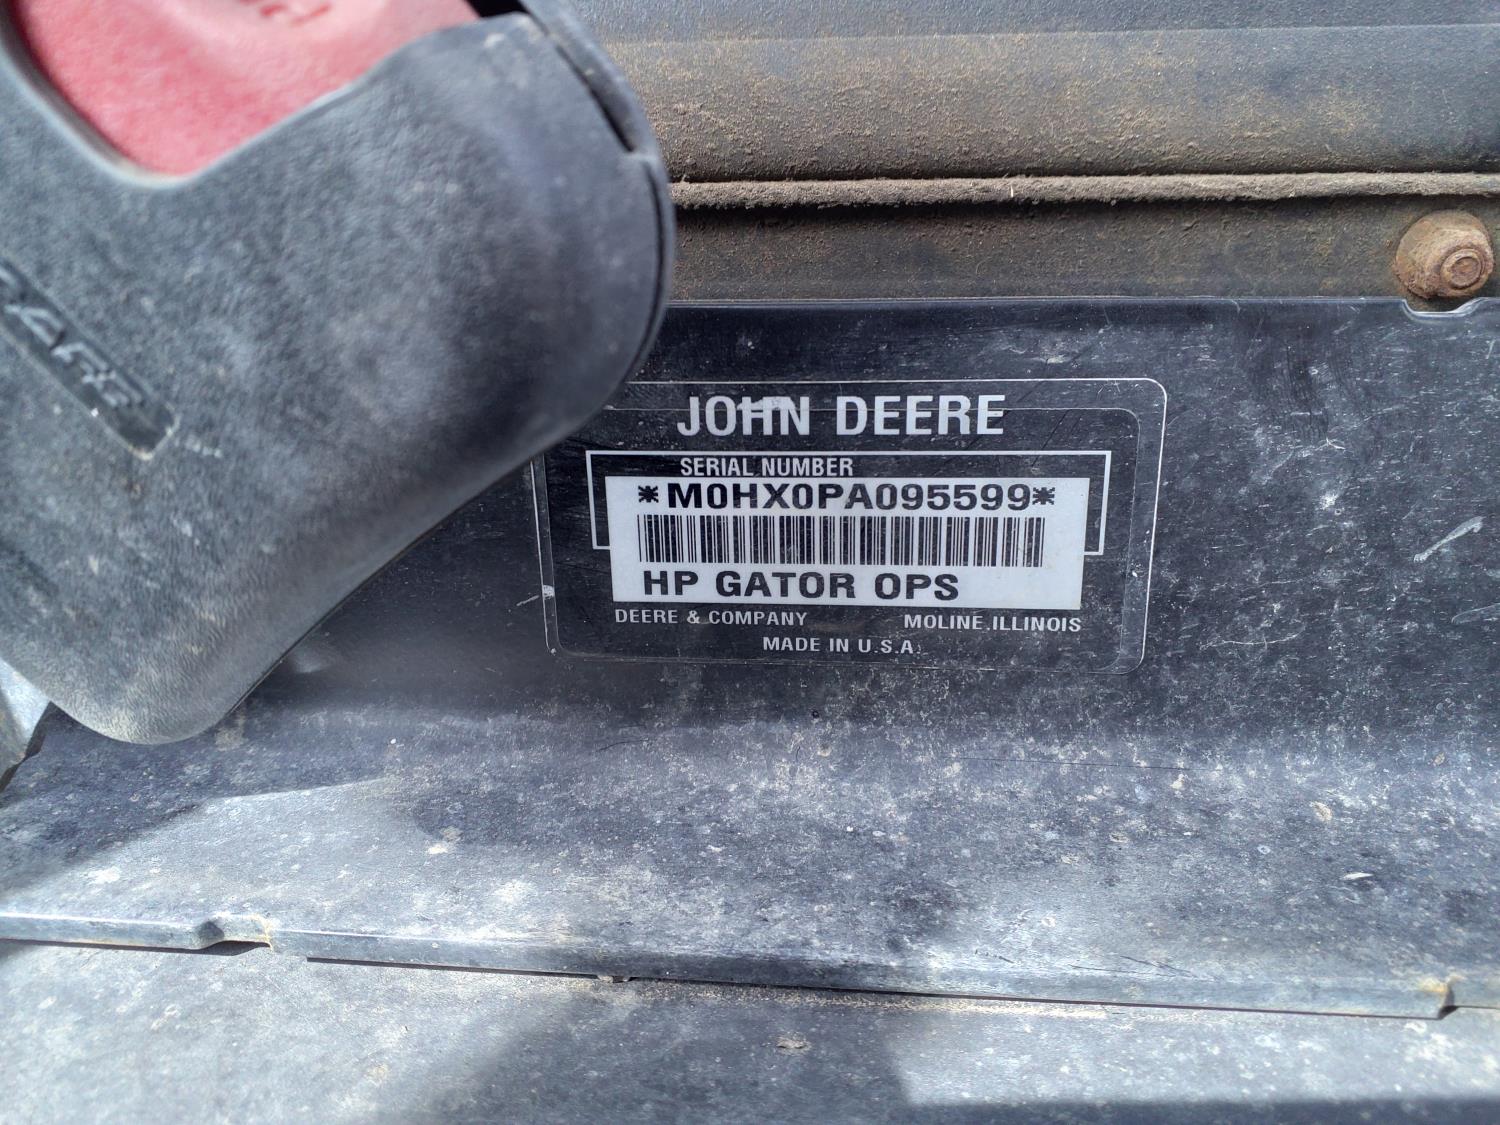 JOHN DEERE
SERIAL NUMBER
*M0HX0PA095599*
HP GATOR OPS
DEERE & COMPANY MOLINE.ILLINOIS
MADE IN U.S.A.